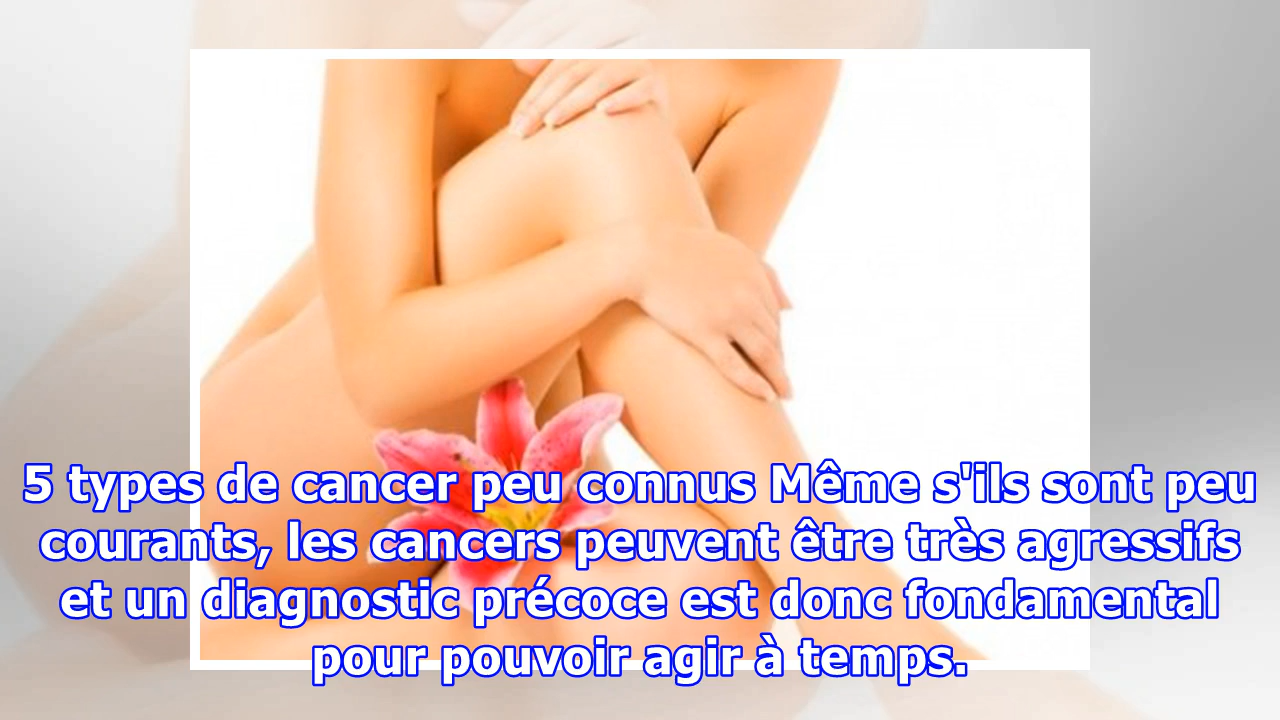 5 types de cancer peu connus Même s'ils sont peu
courants, les cancers peuvent être très agressifs
et un diagnostic précoce est donc fondamental
pour pouvoir agir à temps.